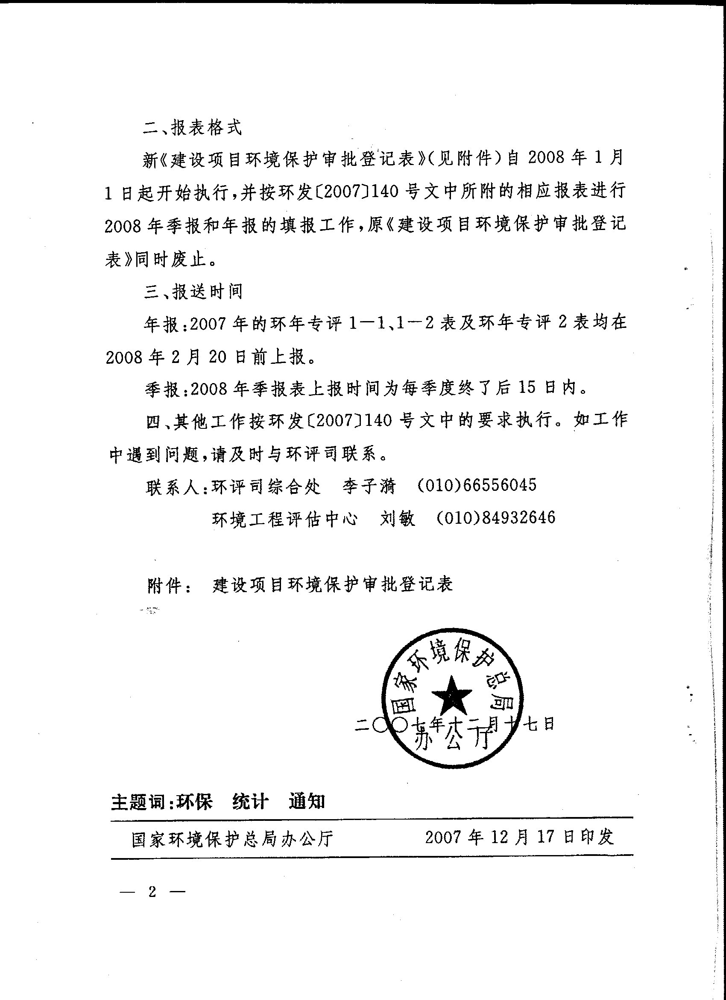 二、报表格式
新《建设项目环境保护审批登记表》(见附件)自 2008 年 1 月
1 日起开始执行,并按环发〔2007〕140 号文中所附的相应报表进行
2008 年季报和年报的填报工作,原《建设项目环境保护审批登记
表》同时废止。
三、报送时间
年报:2007 年的环年专评 1—1、1—2 表及环年专评 2 表均在
2008 年 2 月 20 日前上报。
季报:2008 年季报表上报时间为每季度终了后 15 日内。
四、其他工作按环发〔2007〕140 号文中的要求执行。如工作
中遇到问题,请及时与环评司联系。
联系人:环评司综合处 李子漪 (010)66556045
环境工程评估中心 刘敏 (010)84932646
附件: 建设项目环境保护审批登记表
国家环境保护总局
二〇〇七年十二月十七日
办公厅
主题词:环保 统计 通知
国家环境保护总局办公厅 2007 年 12 月 17 日印发
— 2 —